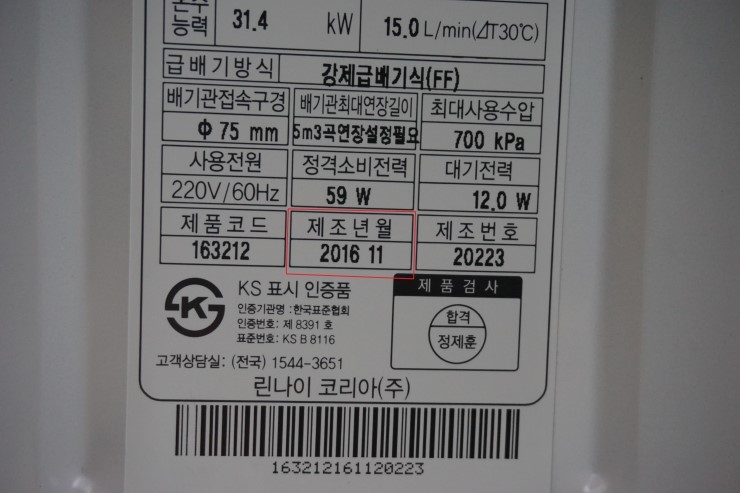 온수
능력 31.4 kW 15.0 L/min(⊿T30℃)
급배기방식 강제급배기식(FF)
배기관접속구경 배기관최대연장길이 최대사용수압
Φ 75 mm 5m3곡연장설정필요 700 kPa
사용전원 정격소비전력 대기전력
220V/60Hz 59 W 12.0 W
제품코드 제조년월 제조번호
163212 2016 11 20223
KS 표시 인증품 제품검사
인증기관명 : 한국표준협회
인증번호: 제 8391 호
표준번호: KS B 8116
합격
정제훈
고객상담실: (전국) 1544-3651
린나이 코리아(주)
163212161120223